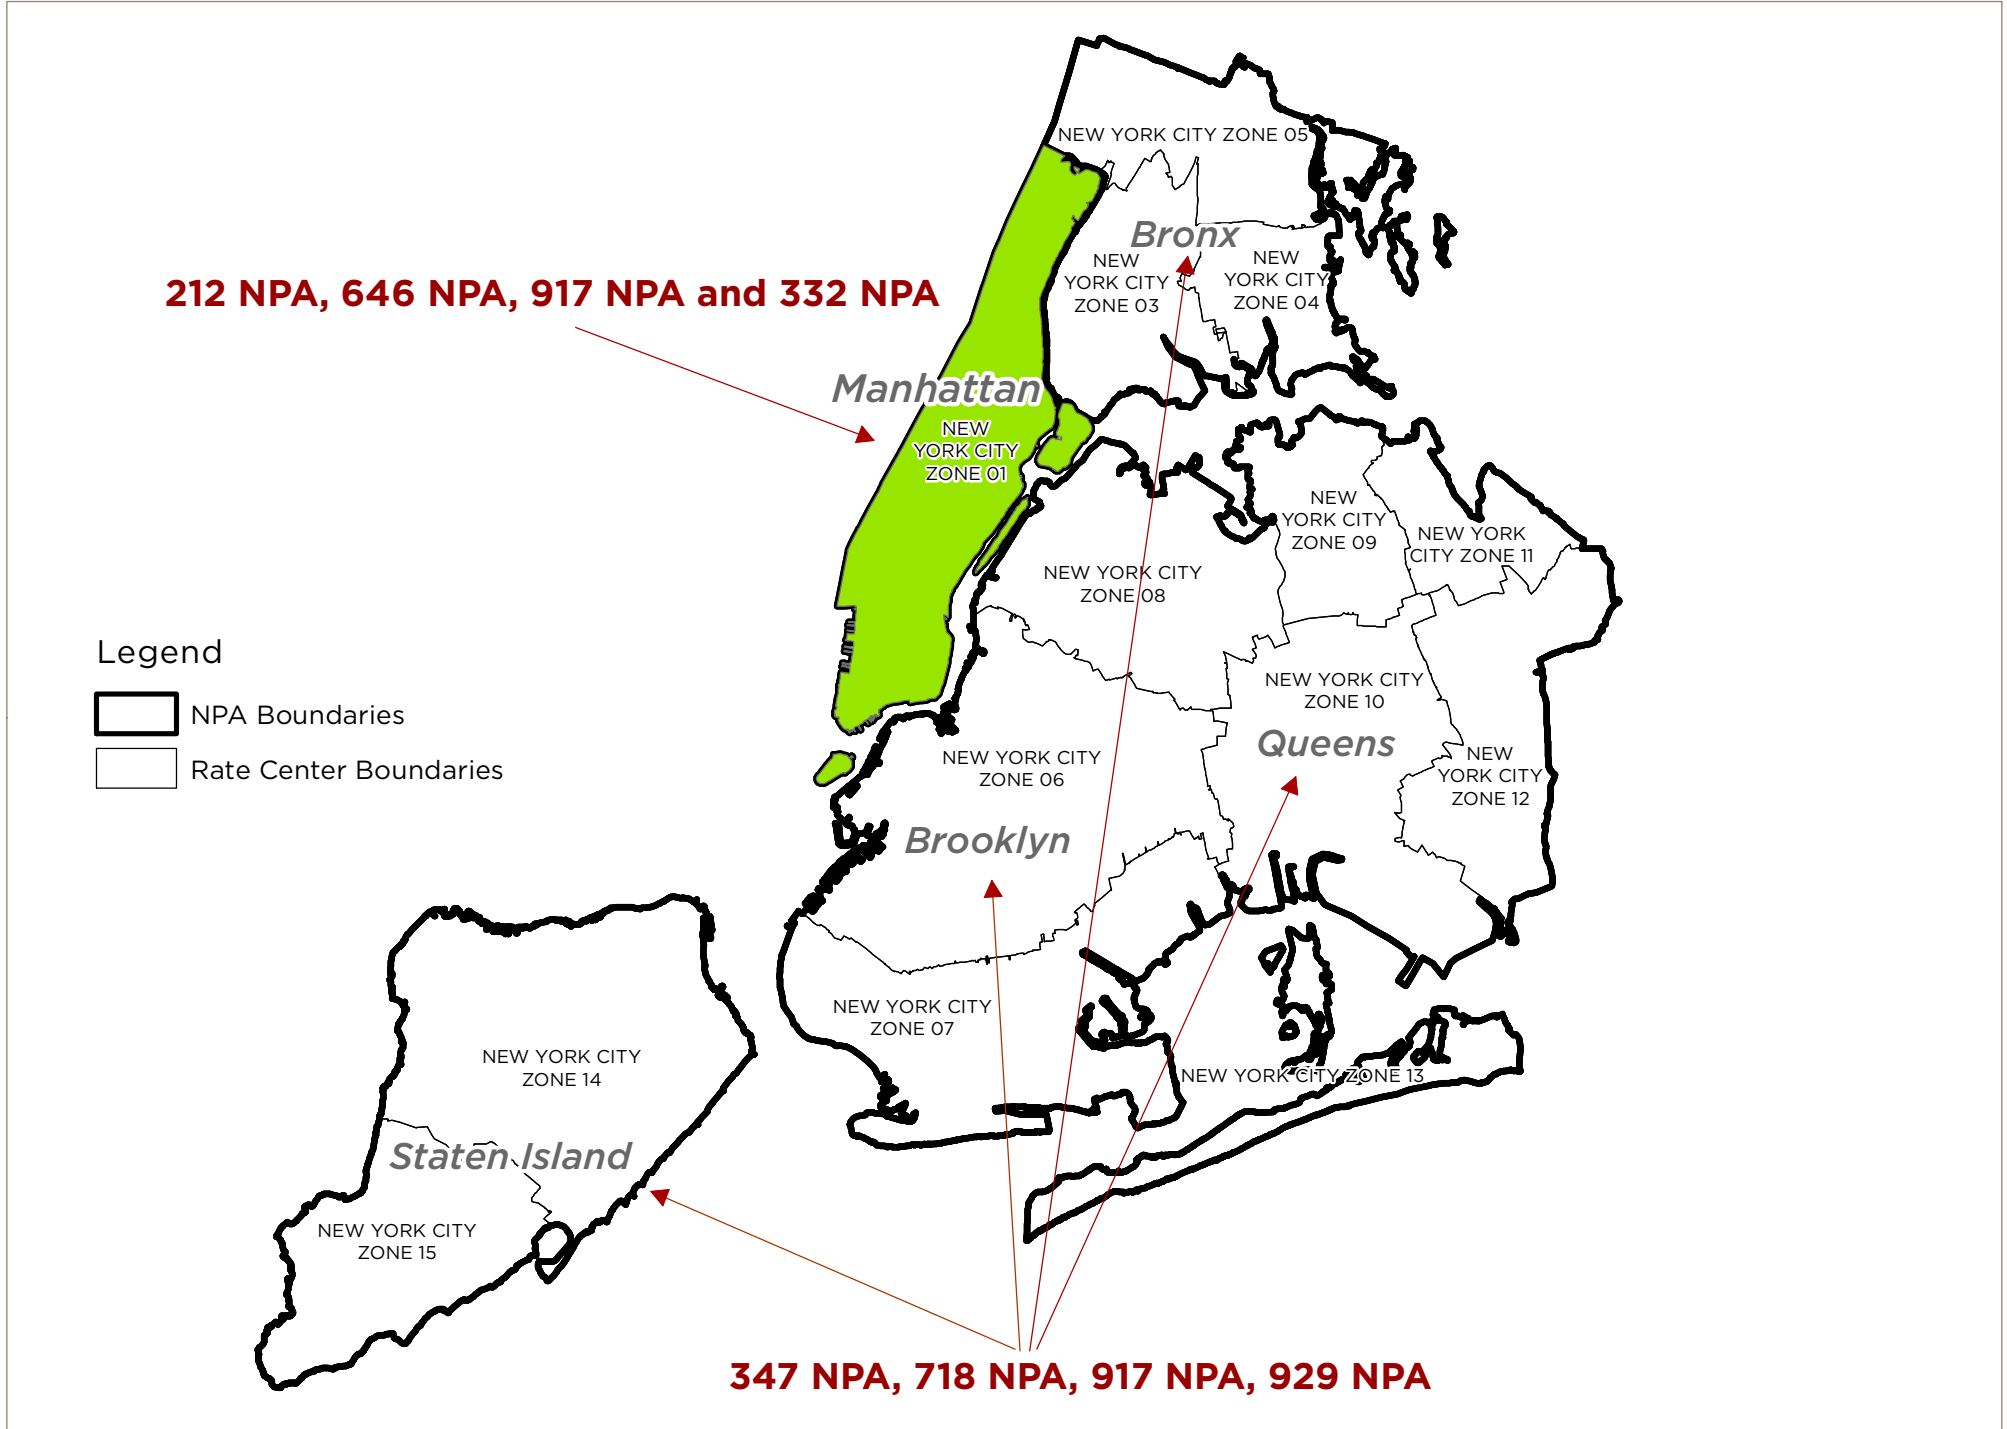 NEW YORK CITY ZONE 05
Bronx
NEW
YORK CITY
ZONE 03
NEW
YORK CITY
ZONE 04
212 NPA, 646 NPA, 917 NPA and 332 NPA
Manhattan
NEW
YORK CITY
ZONE 01
NEW
YORK CITY
ZONE 09
NEW YORK
CITY ZONE 11
NEW YORK CITY
ZONE 08
Legend
NPA Boundaries
Rate Center Boundaries
NEW YORK CITY
ZONE 10
Queens
NEW YORK CITY
ZONE 06
NEW
YORK CITY
ZONE 12
Brooklyn
NEW YORK CITY
ZONE 07
NEW YORK CITY
ZONE 14
NEW YORK CITY ZONE 13
Staten Island
NEW YORK CITY
ZONE 15
347 NPA, 718 NPA, 917 NPA, 929 NPA